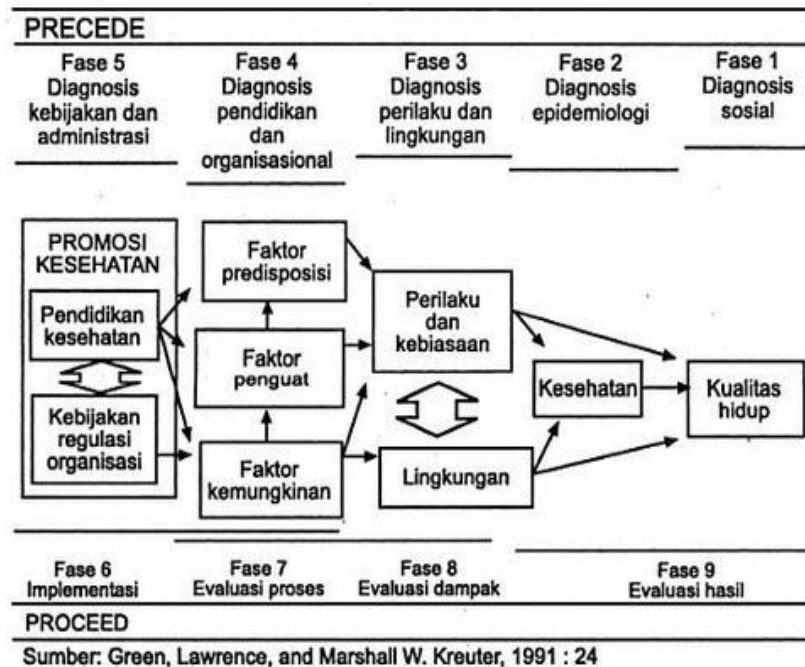 PRECEDE
Fase 5
Diagnosis
kebijakan dan
administrasi
Fase 4
Diagnosis
pendidikan
dan
organisasional
Fase 3
Diagnosis
perilaku dan
lingkungan
Fase 2
Diagnosis
epidemiologi
Fase 1
Diagnosis
sosial
PROMOSI
KESEHATAN
Pendidikan
kesehatan
Kebijakan
regulasi
organisasi
Faktor
predisposisi
Faktor
penguat
Faktor
kemungkinan
Perilaku
dan
kebiasaan
Lingkungan
Kesehatan
Kualitas
hidup
Fase 6
Implementasi
Fase 7
Evaluasi proses
Fase 8
Evaluasi dampak
Fase 9
Evaluasi hasil
PROCEED
Sumber: Green, Lawrence, and Marshall W. Kreuter, 1991 : 24